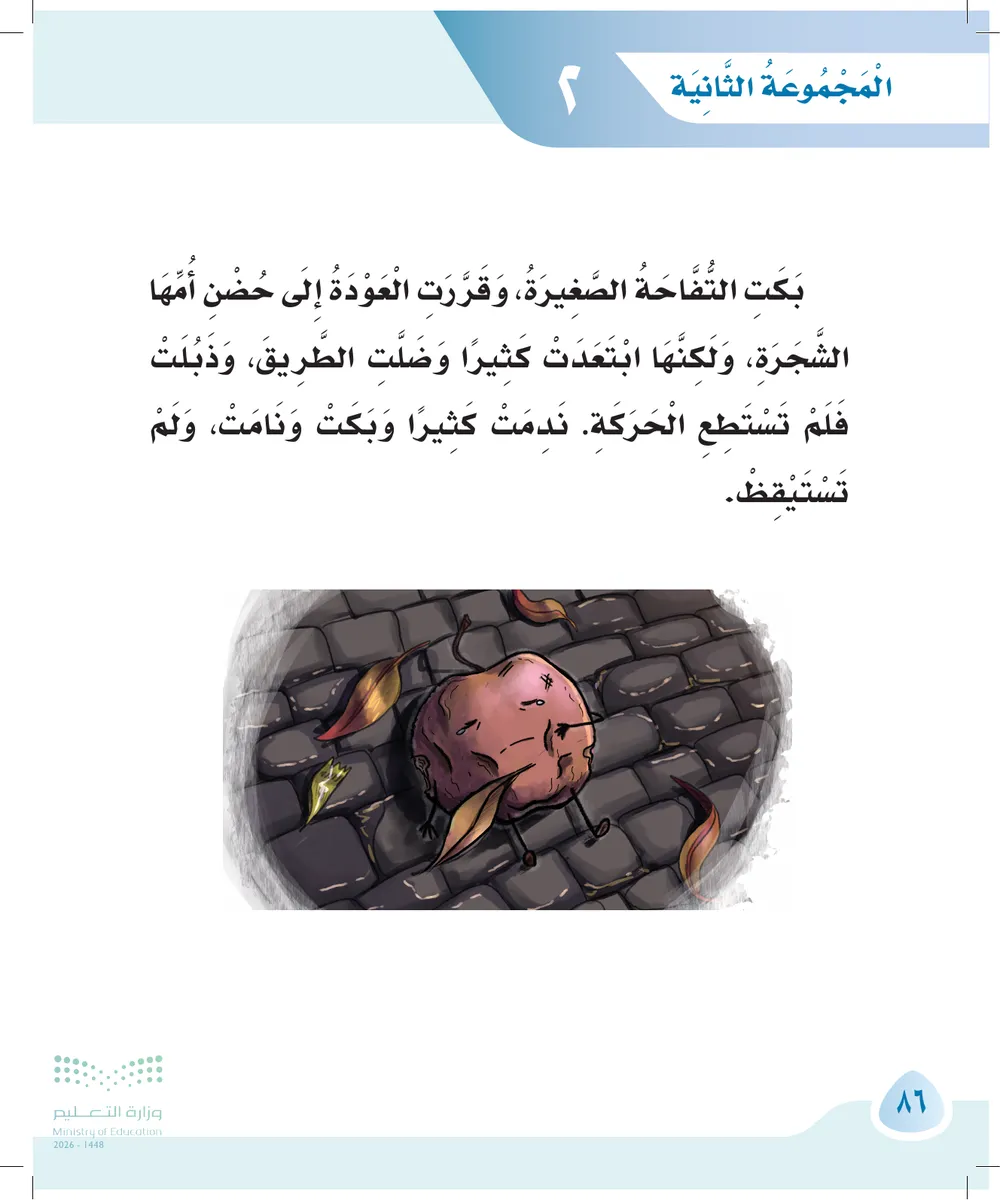 الْمَجْمُوعَةُ الثَّانِيَة
٢
بَكَتِ التُّفَّاحَةُ الصَّغِيرَةُ، وَقَرَّرَتِ الْعَوْدَةُ إِلَى حُضْنِ أُمِّهَا
الشَّجَرَةِ، وَلَكِنَّهَا ابْتَعَدَتْ كَثِيرًا وَضَلَّتِ الطَّرِيقَ، وَذَبُلَتْ
فَلَمْ تَسْتَطِعِ الْحَرَكَةِ. نَدِمَتْ كَثِيرًا وَبَكَتْ وَنَامَتْ، وَلَمْ
تَسْتَيْقِظْ.
وزارة التعليم
Ministry of Education
2026 - 1448
٨٦